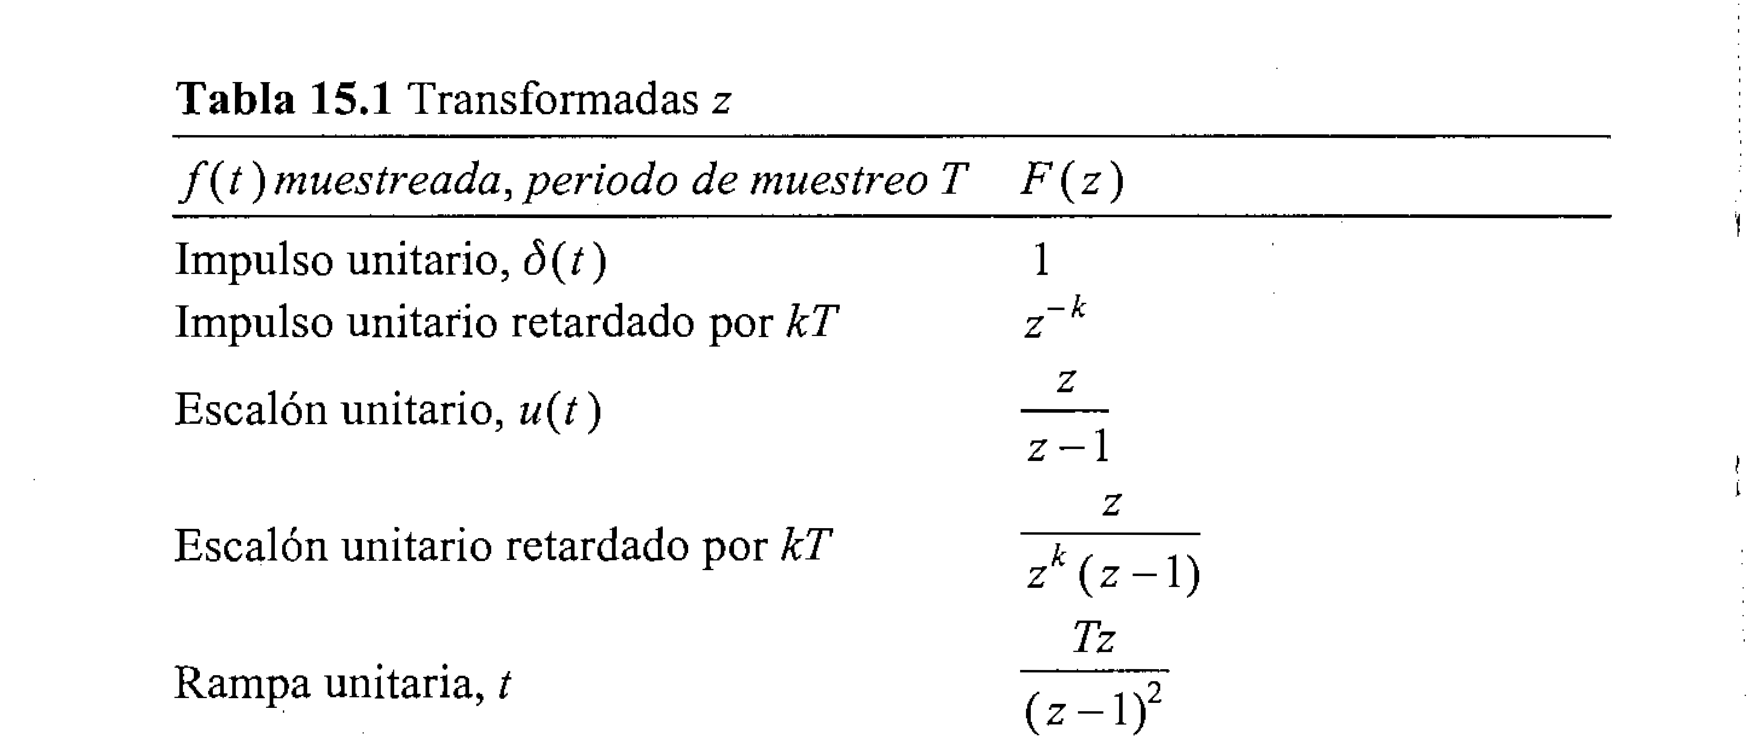 Tabla 15.1 Transformadas z
f(t) muestreada, periodo de muestreo T F(z)
Impulso unitario, δ(t) 1
Impulso unitario retardado por kT z^{-k}
Escalón unitario, u(t) \frac{z}{z-1}
Escalón unitario retardado por kT \frac{z}{z^k(z-1)}
Rampa unitaria, t \frac{Tz}{(z-1)^2}